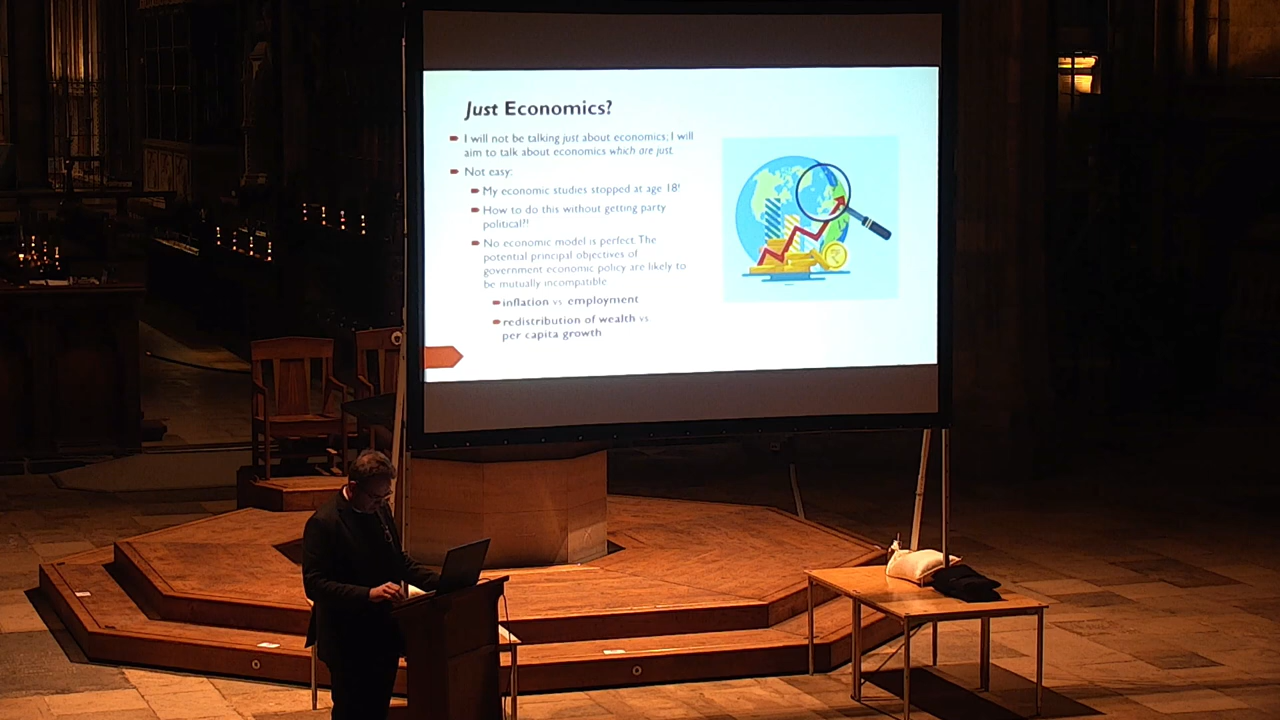 Just Economics?
I will not be talking just about economics; I will
aim to talk about economics which are just.
Not easy:
My economic studies stopped at age 18!
How to do this without getting party
political?!
No economic model is perfect. The
potential principal objectives of
government economic policy are likely to
be mutually incompatible
inflation vs employment
redistribution of wealth vs.
per capita growth